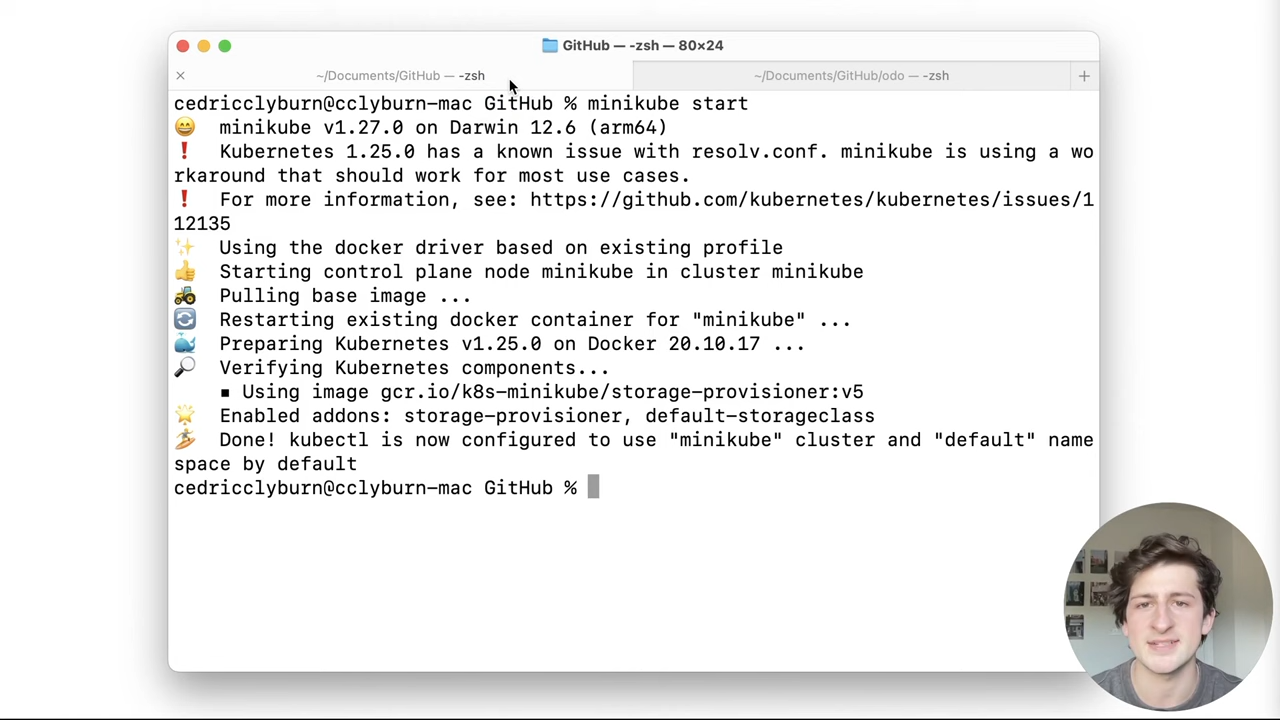 GitHub — -zsh — 80×24
~/Documents/GitHub — -zsh
~/Documents/GitHub/odo — -zsh
cedricclyburn@cclyburn-mac GitHub % minikube start
😄  minikube v1.27.0 on Darwin 12.6 (arm64)
❗  Kubernetes 1.25.0 has a known issue with resolv.conf. minikube is using a wo
rkaround that should work for most use cases.
❗  For more information, see: https://github.com/kubernetes/kubernetes/issues/1
12135
✨  Using the docker driver based on existing profile
👍  Starting control plane node minikube in cluster minikube
🚜  Pulling base image ...
🔄  Restarting existing docker container for "minikube" ...
🐳  Preparing Kubernetes v1.25.0 on Docker 20.10.17 ...
🔎  Verifying Kubernetes components...
▪ Using image gcr.io/k8s-minikube/storage-provisioner:v5
🌟  Enabled addons: storage-provisioner, default-storageclass
🏄  Done! kubectl is now configured to use "minikube" cluster and "default" name
space by default
cedricclyburn@cclyburn-mac GitHub %